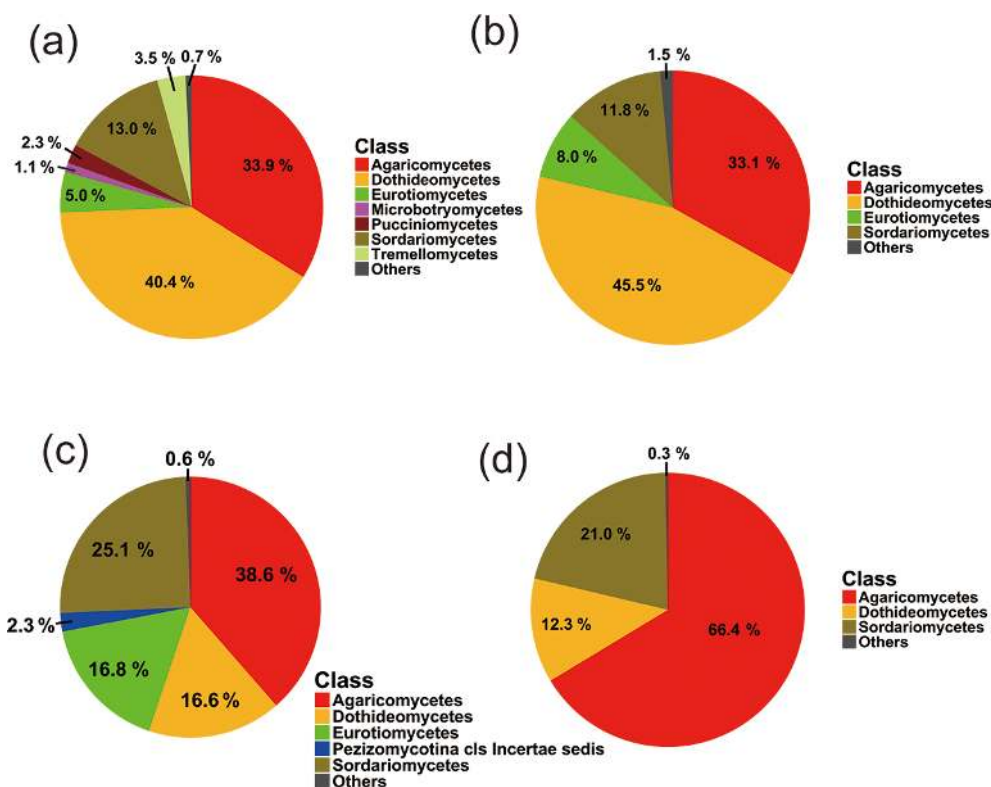 (a)
3.5 % 0.7 %
13.0 %
33.9 %
2.3 %
1.1 %
5.0 %
40.4 %
Class
Agaricomycetes
Dothideomycetes
Eurotiomycetes
Microbotryomycetes
Pucciniomycetes
Sordariomycetes
Tremellomycetes
Others
(b)
1.5 %
11.8 %
33.1 %
8.0 %
45.5 %
Class
Agaricomycetes
Dothideomycetes
Eurotiomycetes
Sordariomycetes
Others
(c)
0.6 %
25.1 %
38.6 %
2.3 %
16.8 %
16.6 %
Class
Agaricomycetes
Dothideomycetes
Eurotiomycetes
Pezizomycotina cls Incertae sedis
Sordariomycetes
Others
(d)
0.3 %
21.0 %
12.3 %
66.4 %
Class
Agaricomycetes
Dothideomycetes
Sordariomycetes
Others